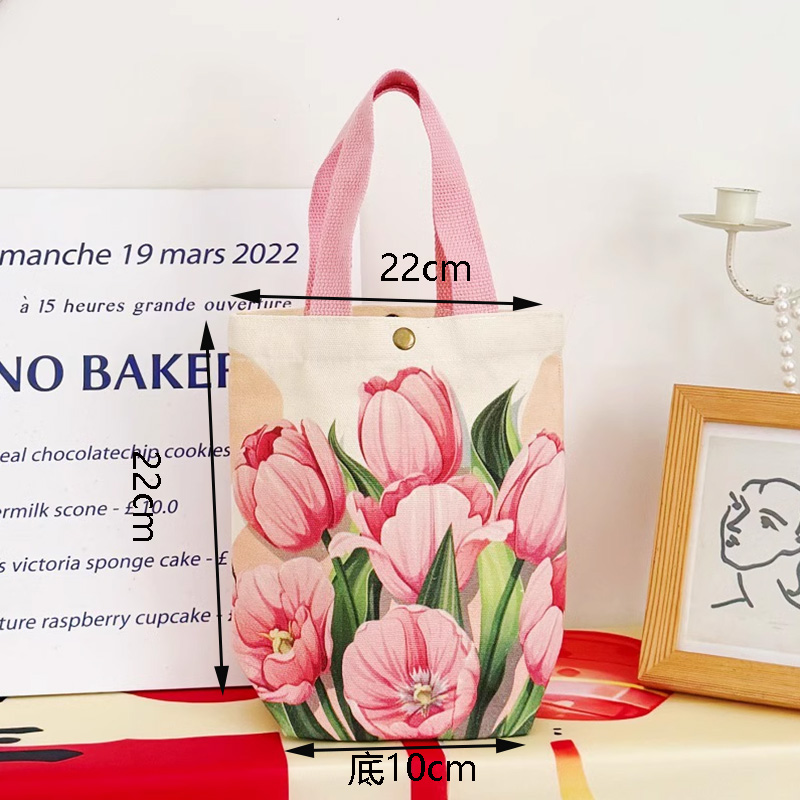 manche 19 mars 2022
à 15 heures grande ouverture
NO BAKER
eal chocolatechip cookies
ermilk scone - £ 10.0
s victoria sponge cake - £
ture raspberry cupcake -
22cm
22cm
底10cm